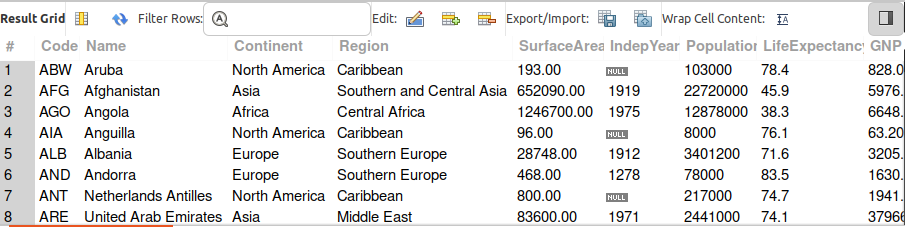 Result Grid Filter Rows: Edit: Export/Import: Wrap Cell Content: IA
# Code Name Continent Region SurfaceArea IndepYear Population LifeExpectancy GNP
1 ABW Aruba North America Caribbean 193.00 NULL 103000 78.4 828.0
2 AFG Afghanistan Asia Southern and Central Asia 652090.00 1919 22720000 45.9 5976.
3 AGO Angola Africa Central Africa 1246700.00 1975 12878000 38.3 6648.
4 AIA Anguilla North America Caribbean 96.00 NULL 8000 76.1 63.20
5 ALB Albania Europe Southern Europe 28748.00 1912 3401200 71.6 3205.
6 AND Andorra Europe Southern Europe 468.00 1278 78000 83.5 1630.
7 ANT Netherlands Antilles North America Caribbean 800.00 NULL 217000 74.7 1941.
8 ARE United Arab Emirates Asia Middle East 83600.00 1971 2441000 74.1 37966